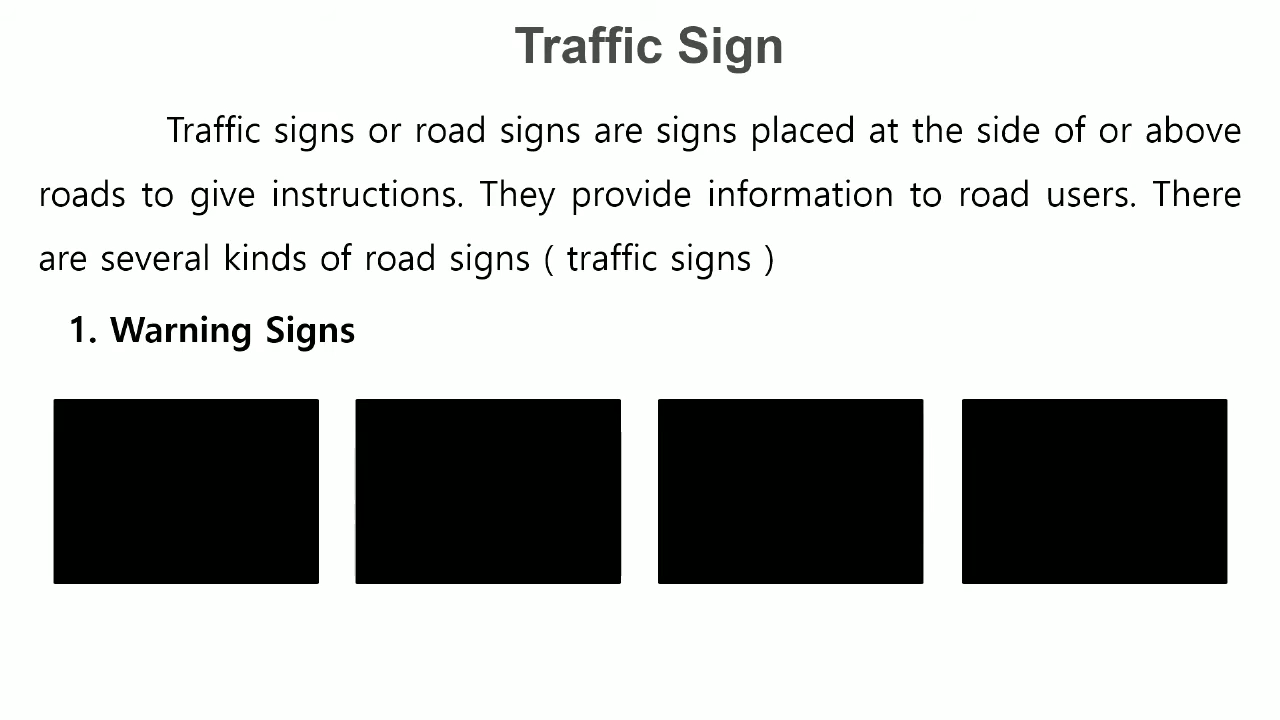 Traffic Sign
Traffic signs or road signs are signs placed at the side of or above
roads to give instructions. They provide information to road users. There
are several kinds of road signs ( traffic signs )
1. Warning Signs